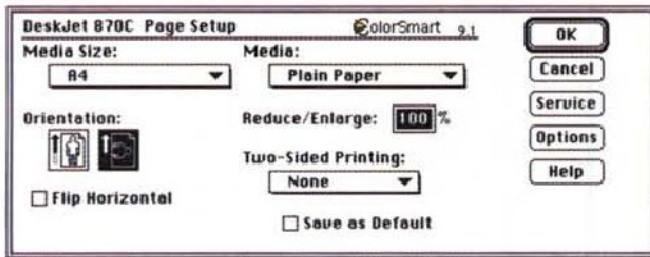 DeskJet 870C Page Setup
ColorSmart 9.1
Media Size:
A4
Media:
Plain Paper
Orientation:
Reduce/Enlarge: 100 %
Two-Sided Printing:
None
Flip Horizontal
Save as Default
OK
Cancel
Service
Options
Help